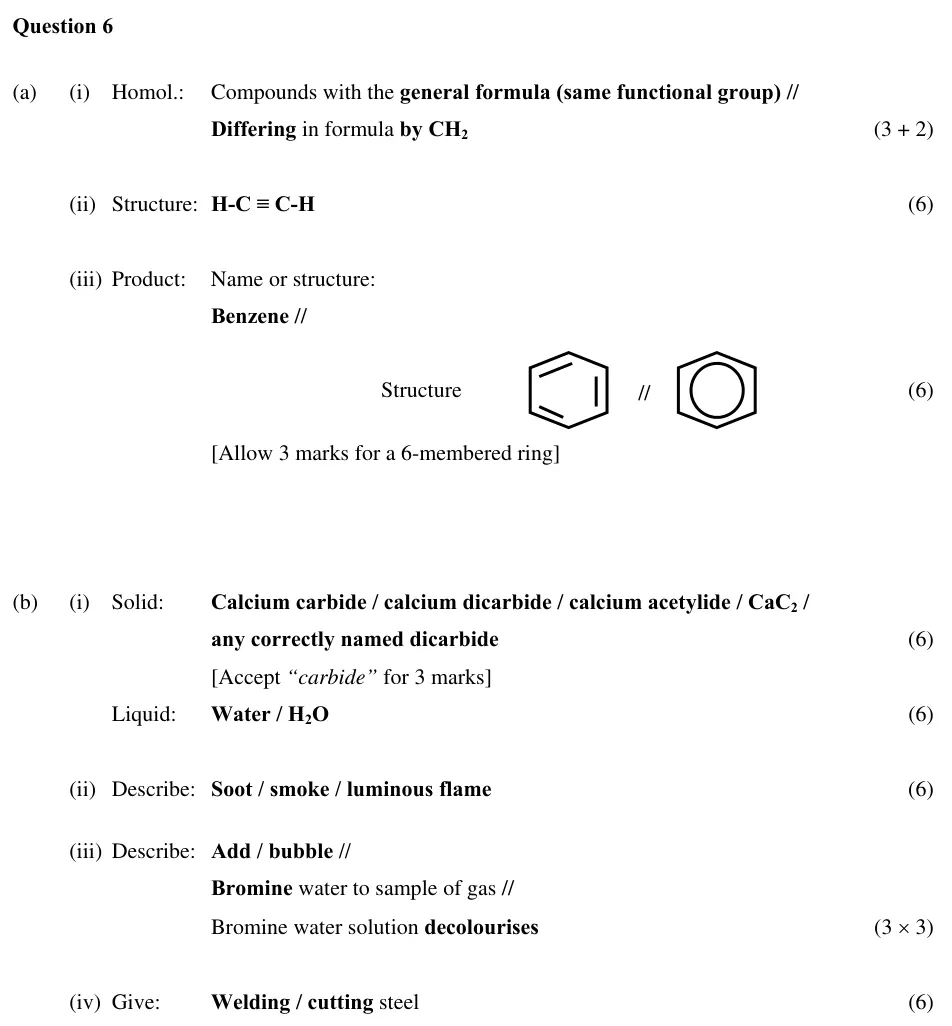 Question 6
(a) (i) Homol.: Compounds with the general formula (same functional group) //
Differing in formula by CH₂ (3 + 2)
(ii) Structure: H-C ≡ C-H (6)
(iii) Product: Name or structure:
Benzene //
Structure // (6)
[Allow 3 marks for a 6-membered ring]
(b) (i) Solid: Calcium carbide / calcium dicarbide / calcium acetylide / CaC₂ /
any correctly named dicarbide (6)
[Accept “carbide” for 3 marks]
Liquid: Water / H₂O (6)
(ii) Describe: Soot / smoke / luminous flame (6)
(iii) Describe: Add / bubble //
Bromine water to sample of gas //
Bromine water solution decolourises (3 × 3)
(iv) Give: Welding / cutting steel (6)